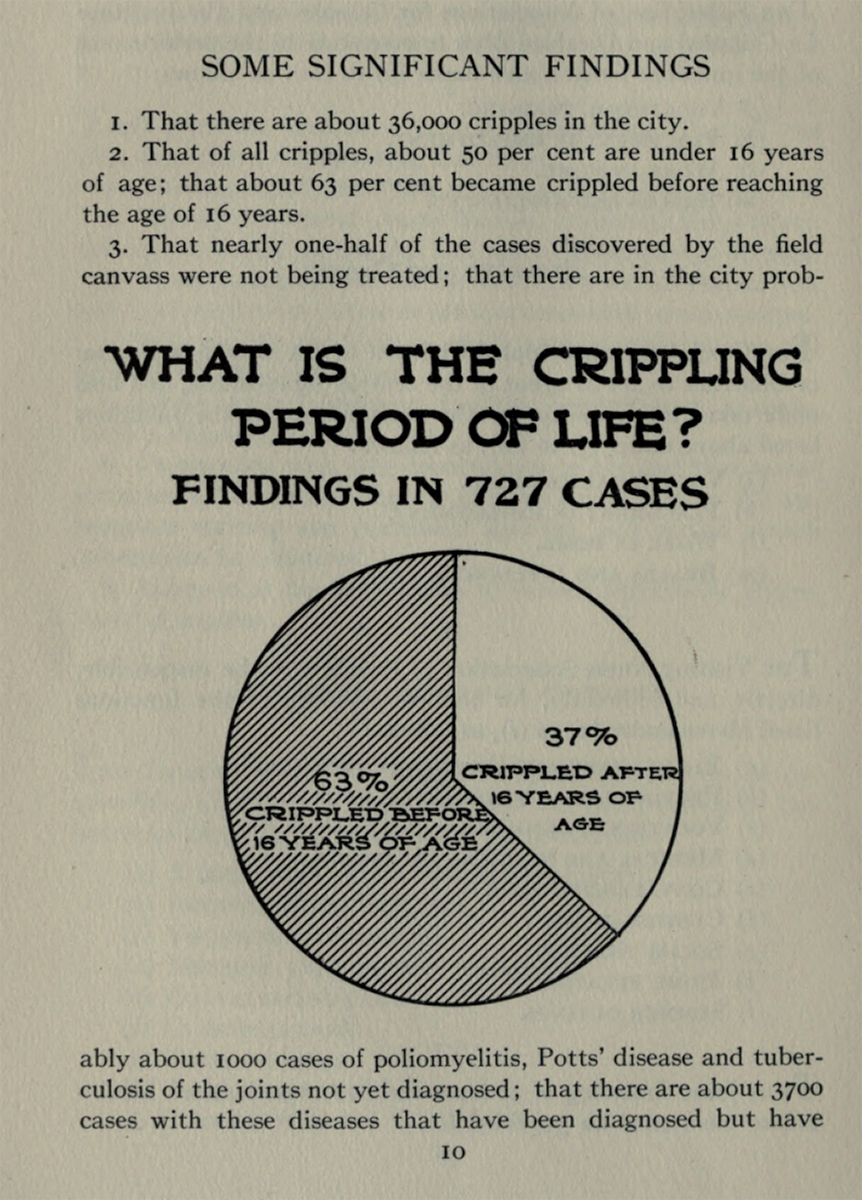 SOME SIGNIFICANT FINDINGS
1. That there are about 36,000 cripples in the city.
2. That of all cripples, about 50 per cent are under 16 years
of age; that about 63 per cent became crippled before reaching
the age of 16 years.
3. That nearly one-half of the cases discovered by the field
canvass were not being treated; that there are in the city prob-
WHAT IS THE CRIPPLING
PERIOD OF LIFE?
FINDINGS IN 727 CASES
37%
CRIPPLED AFTER
16 YEARS OF
AGE
63%
CRIPPLED BEFORE
16 YEARS OF AGE
ably about 1000 cases of poliomyelitis, Potts' disease and tuber-
culosis of the joints not yet diagnosed; that there are about 3700
cases with these diseases that have been diagnosed but have
10